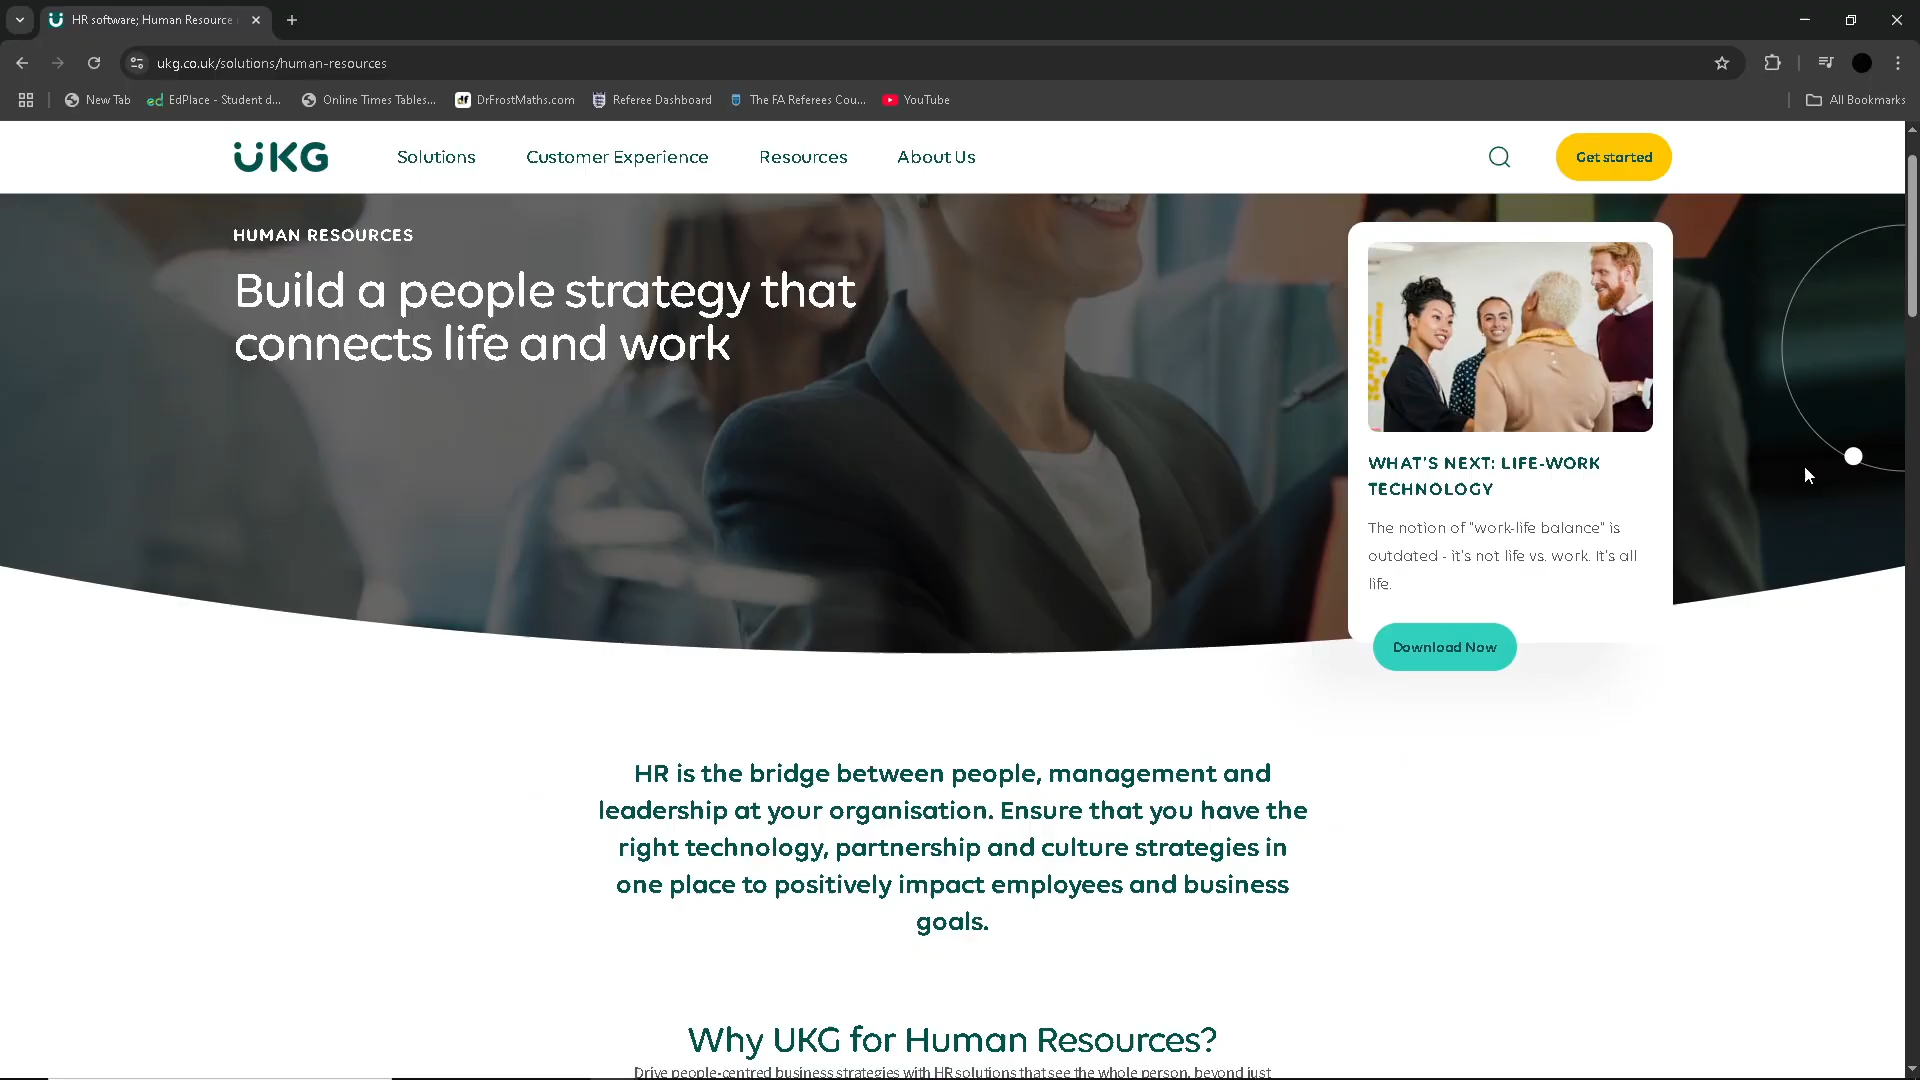 HR software; Human Resource
ukg.co.uk/solutions/human-resources
New Tab
EdPlace - Student d...
Online Times Tables...
DrFrostMaths.com
Referee Dashboard
The FA Referees Cou...
YouTube
All Bookmarks
UKG
Solutions
Customer Experience
Resources
About Us
Get started
HUMAN RESOURCES
Build a people strategy that
connects life and work
WHAT'S NEXT: LIFE-WORK
TECHNOLOGY
The notion of "work-life balance" is
outdated - it's not life vs. work. It's all
life.
Download Now
HR is the bridge between people, management and
leadership at your organisation. Ensure that you have the
right technology, partnership and culture strategies in
one place to positively impact employees and business
goals.
Why UKG for Human Resources?
Drive people-centred business strategies with HR solutions that see the whole person, beyond just